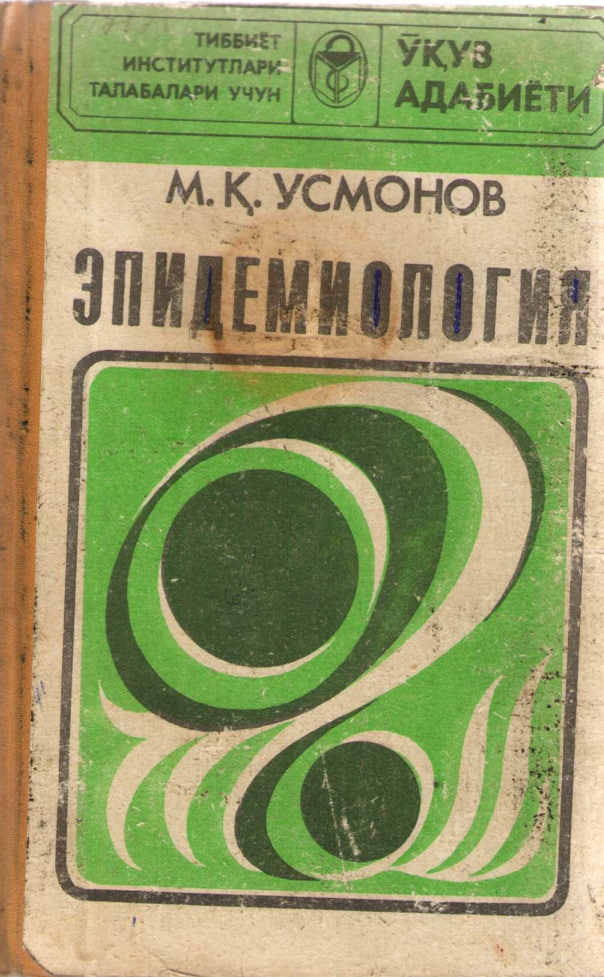 ТИББИЁТ
ИНСТИТУТЛАРИ
ТАЛАБАЛАРИ УЧУН
ЎҚУВ
АДАБИЁТИ
М. Қ. УСМОНОВ
ЭПИДЕМИОЛОГИЯ